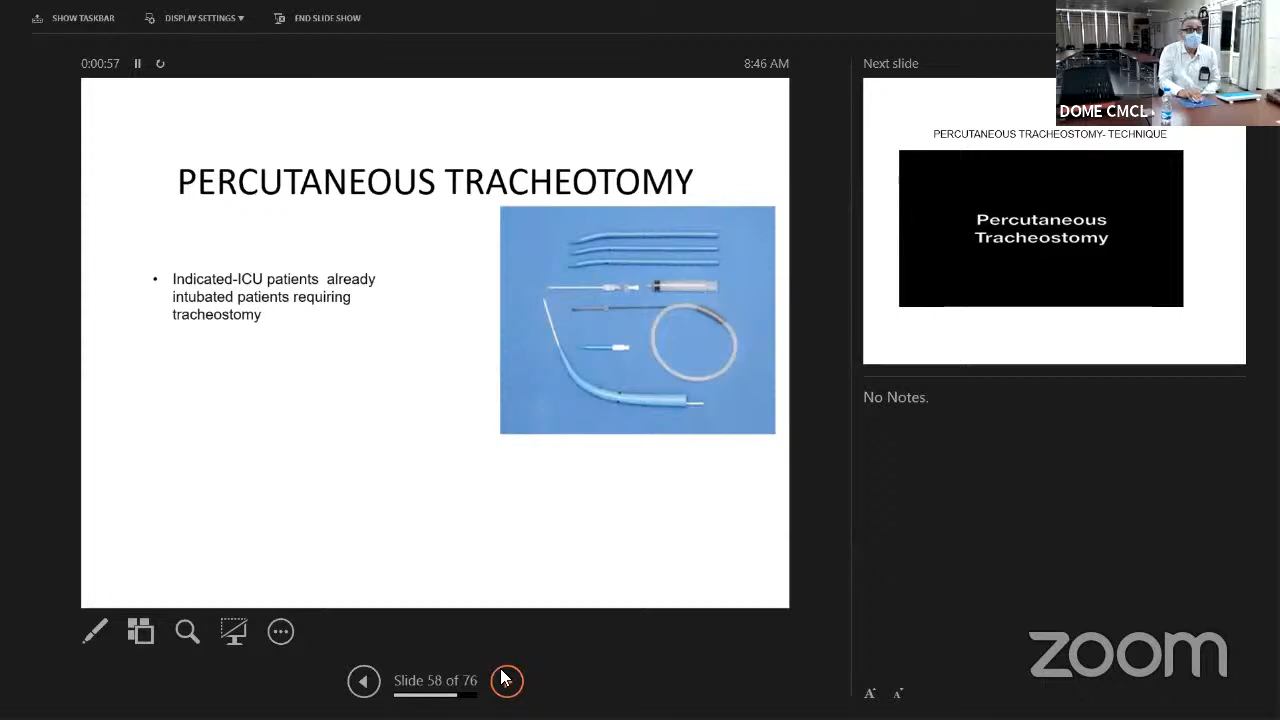 SHOW TASKBAR
DISPLAY SETTINGS ▾
END SLIDE SHOW
0:00:57
8:46 AM
Next slide
DOME CMCL
PERCUTANEOUS TRACHEOTOMY
• Indicated-ICU patients already
intubated patients requiring
tracheostomy
PERCUTANEOUS TRACHEOSTOMY- TECHNIQUE
Percutaneous
Tracheostomy
No Notes.
Slide 58 of 76
A A
zoom